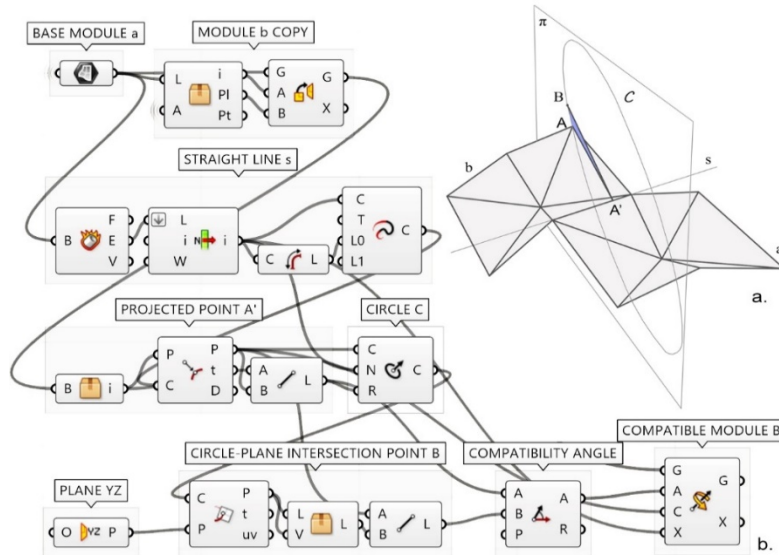 BASE MODULE a
MODULE b COPY
L
A
i
Pl
Pt
G
A
B
G
X
STRAIGHT LINE s
B
F
E
V
L
i
W
N
i
C
L
C
T
L0
L1
C
PROJECTED POINT A'
CIRCLE C
B
i
P
C
P
t
D
A
B
L
C
N
R
C
CIRCLE-PLANE INTERSECTION POINT B
COMPATIBILITY ANGLE
COMPATIBLE MODULE B
PLANE YZ
O
YZ
P
C
P
P
t
uv
L
V
L
A
B
L
A
B
P
A
R
G
A
C
X
G
X
b.
π
B
C
A
b
s
A'
a
a.